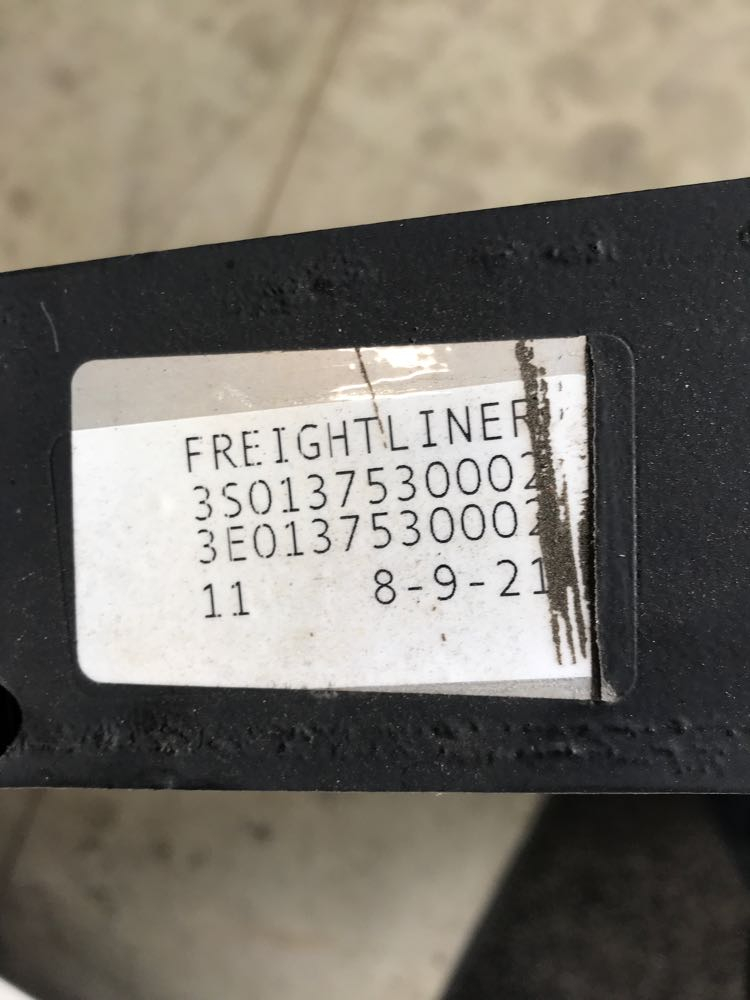 FREIGHTLINER
3S0137530002
3E0137530002
11 8-9-21